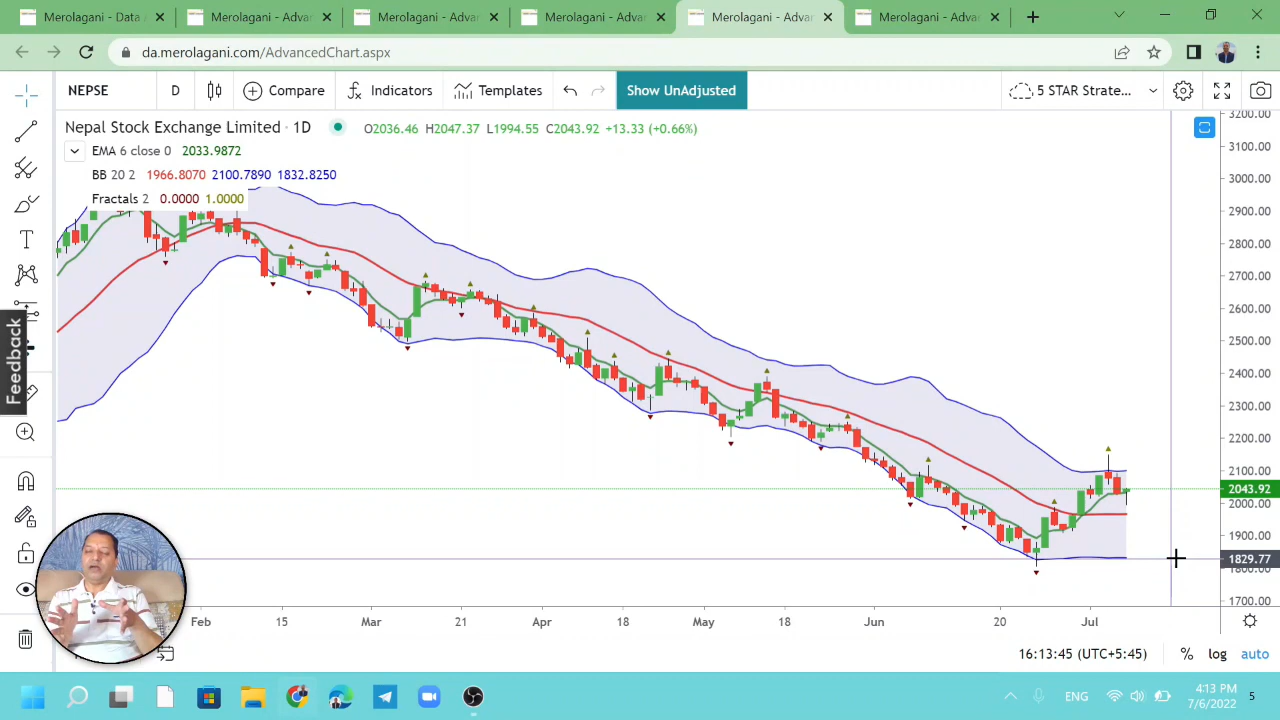 Merolagani - Data A
Merolagani - Advan
Merolagani - Advan
Merolagani - Advan
Merolagani - Advan
Merolagani - Advan
da.merolagani.com/AdvancedChart.aspx
NEPSE
D
Compare
Indicators
Templates
Show UnAdjusted
5 STAR Strate...
Nepal Stock Exchange Limited · 1D
O2036.46 H2047.37 L1994.55 C2043.92 +13.33 (+0.66%)
EMA 6 close 0 2033.9872
BB 20 2 1966.8070 2100.7890 1832.8250
Fractals 2 0.0000 1.0000
3200.00
3100.00
3000.00
2900.00
2800.00
2700.00
2600.00
2500.00
2400.00
2300.00
2200.00
2100.00
2043.92
2000.00
1900.00
1829.77
1800.00
1700.00
Feedback
Feb
15
Mar
21
Apr
18
May
18
Jun
20
Jul
16:13:45 (UTC+5:45)
%
log
auto
ENG
4:13 PM
7/6/2022
5